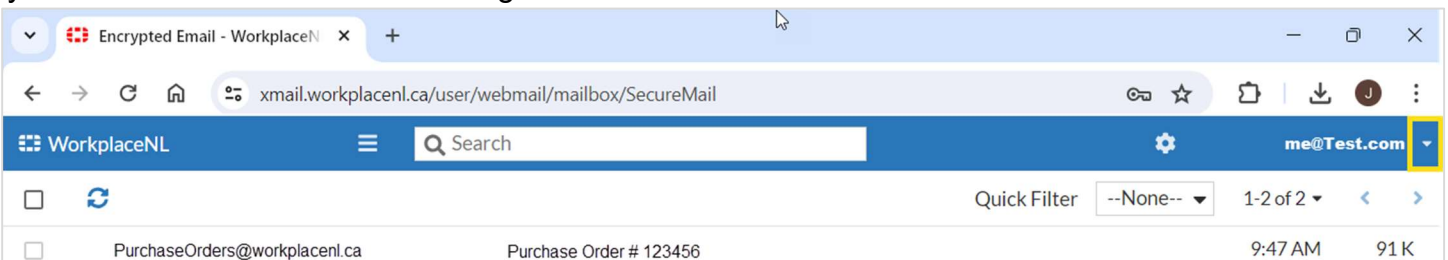 Encrypted Email - WorkplaceN
xmail.workplacenl.ca/user/webmail/mailbox/SecureMail
J
WorkplaceNL
Search
me@Test.com
Quick Filter
--None--
1-2 of 2
PurchaseOrders@workplacenl.ca
Purchase Order # 123456
9:47 AM
91 K